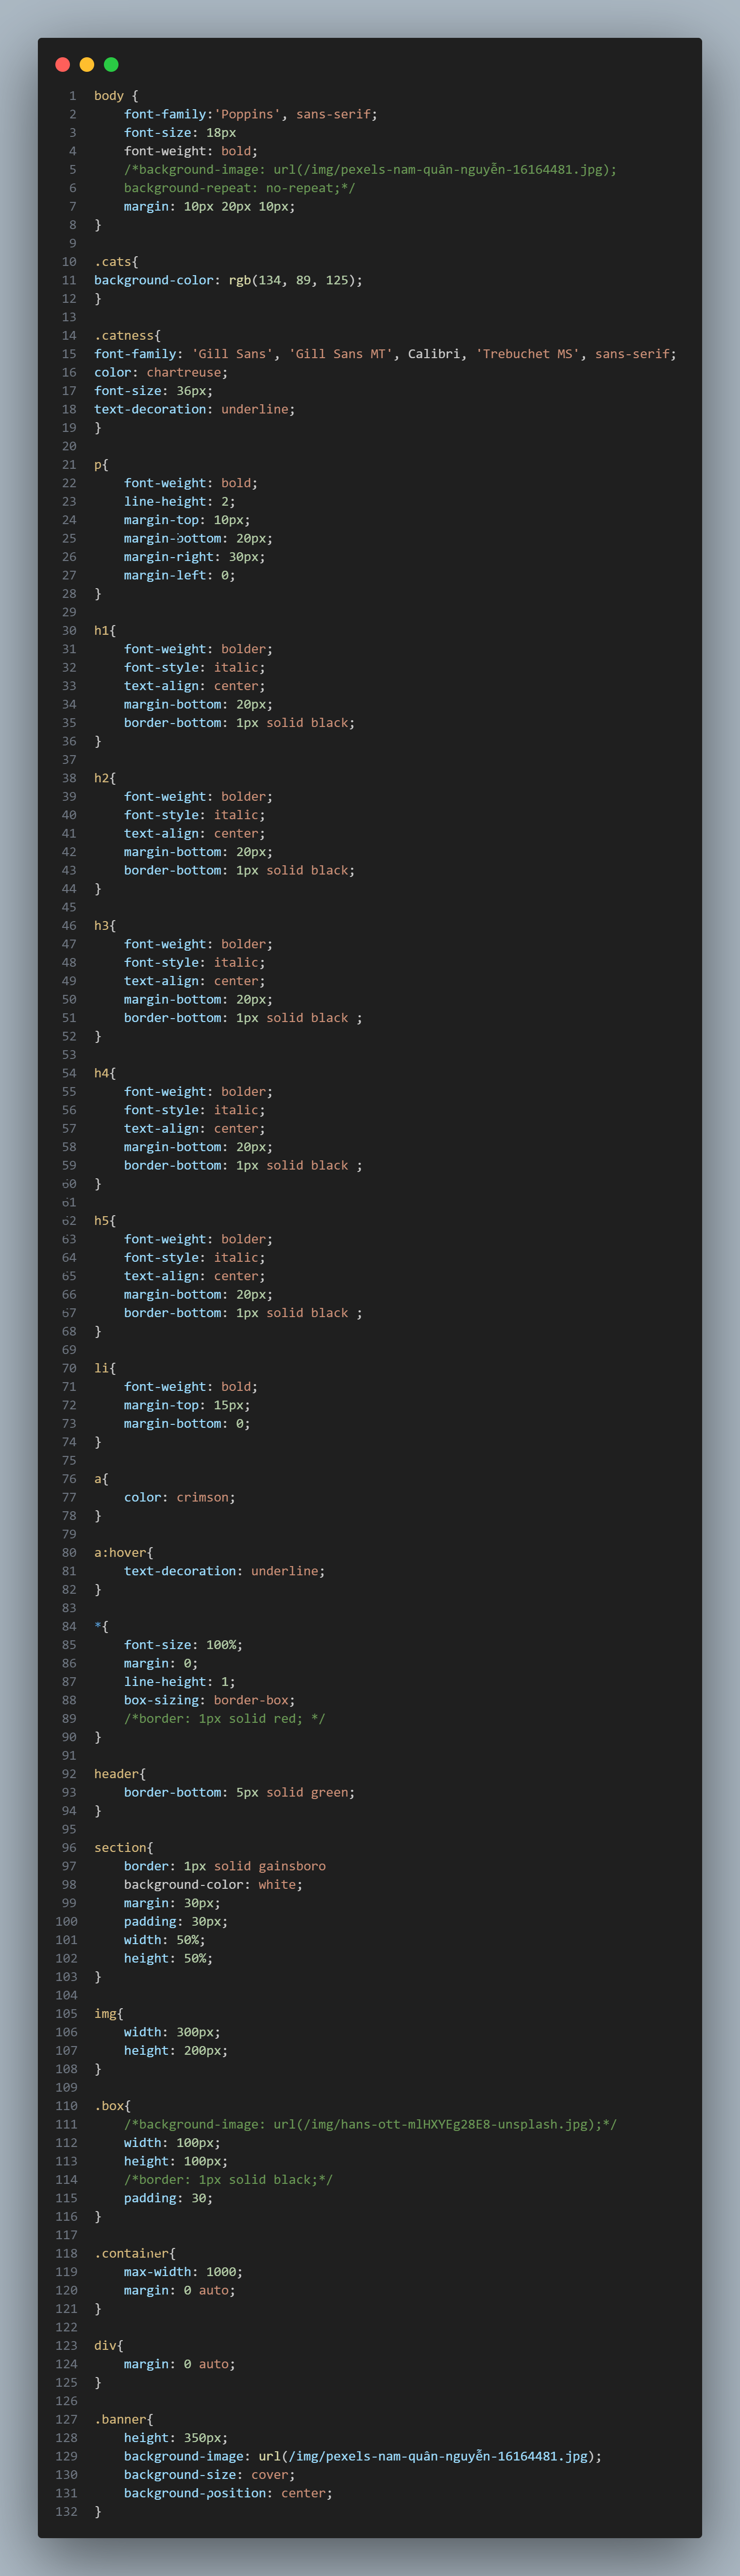 1 body {
2     font-family:'Poppins', sans-serif;
3     font-size: 18px
4     font-weight: bold;
5     /*background-image: url(/img/pexels-nam-quân-nguyễn-16164481.jpg);
6     background-repeat: no-repeat;*/
7     margin: 10px 20px 10px;
8 }
9
10 .cats{
11 background-color: rgb(134, 89, 125);
12 }
13
14 .catness{
15 font-family: 'Gill Sans', 'Gill Sans MT', Calibri, 'Trebuchet MS', sans-serif;
16 color: chartreuse;
17 font-size: 36px;
18 text-decoration: underline;
19 }
20
21 p{
22     font-weight: bold;
23     line-height: 2;
24     margin-top: 10px;
25     margin-bottom: 20px;
26     margin-right: 30px;
27     margin-left: 0;
28 }
29
30 h1{
31     font-weight: bolder;
32     font-style: italic;
33     text-align: center;
34     margin-bottom: 20px;
35     border-bottom: 1px solid black;
36 }
37
38 h2{
39     font-weight: bolder;
40     font-style: italic;
41     text-align: center;
42     margin-bottom: 20px;
43     border-bottom: 1px solid black;
44 }
45
46 h3{
47     font-weight: bolder;
48     font-style: italic;
49     text-align: center;
50     margin-bottom: 20px;
51     border-bottom: 1px solid black ;
52 }
53
54 h4{
55     font-weight: bolder;
56     font-style: italic;
57     text-align: center;
58     margin-bottom: 20px;
59     border-bottom: 1px solid black ;
60 }
61
62 h5{
63     font-weight: bolder;
64     font-style: italic;
65     text-align: center;
66     margin-bottom: 20px;
67     border-bottom: 1px solid black ;
68 }
69
70 li{
71     font-weight: bold;
72     margin-top: 15px;
73     margin-bottom: 0;
74 }
75
76 a{
77     color: crimson;
78 }
79
80 a:hover{
81     text-decoration: underline;
82 }
83
84 *{
85     font-size: 100%;
86     margin: 0;
87     line-height: 1;
88     box-sizing: border-box;
89     /*border: 1px solid red; */
90 }
91
92 header{
93     border-bottom: 5px solid green;
94 }
95
96 section{
97     border: 1px solid gainsboro
98     background-color: white;
99     margin: 30px;
100     padding: 30px;
101     width: 50%;
102     height: 50%;
103 }
104
105 img{
106     width: 300px;
107     height: 200px;
108 }
109
110 .box{
111     /*background-image: url(/img/hans-ott-mlHXYEg28E8-unsplash.jpg);*/
112     width: 100px;
113     height: 100px;
114     /*border: 1px solid black;*/
115     padding: 30;
116 }
117
118 .container{
119     max-width: 1000;
120     margin: 0 auto;
121 }
122
123 div{
124     margin: 0 auto;
125 }
126
127 .banner{
128     height: 350px;
129     background-image: url(/img/pexels-nam-quân-nguyễn-16164481.jpg);
130     background-size: cover;
131     background-position: center;
132 }